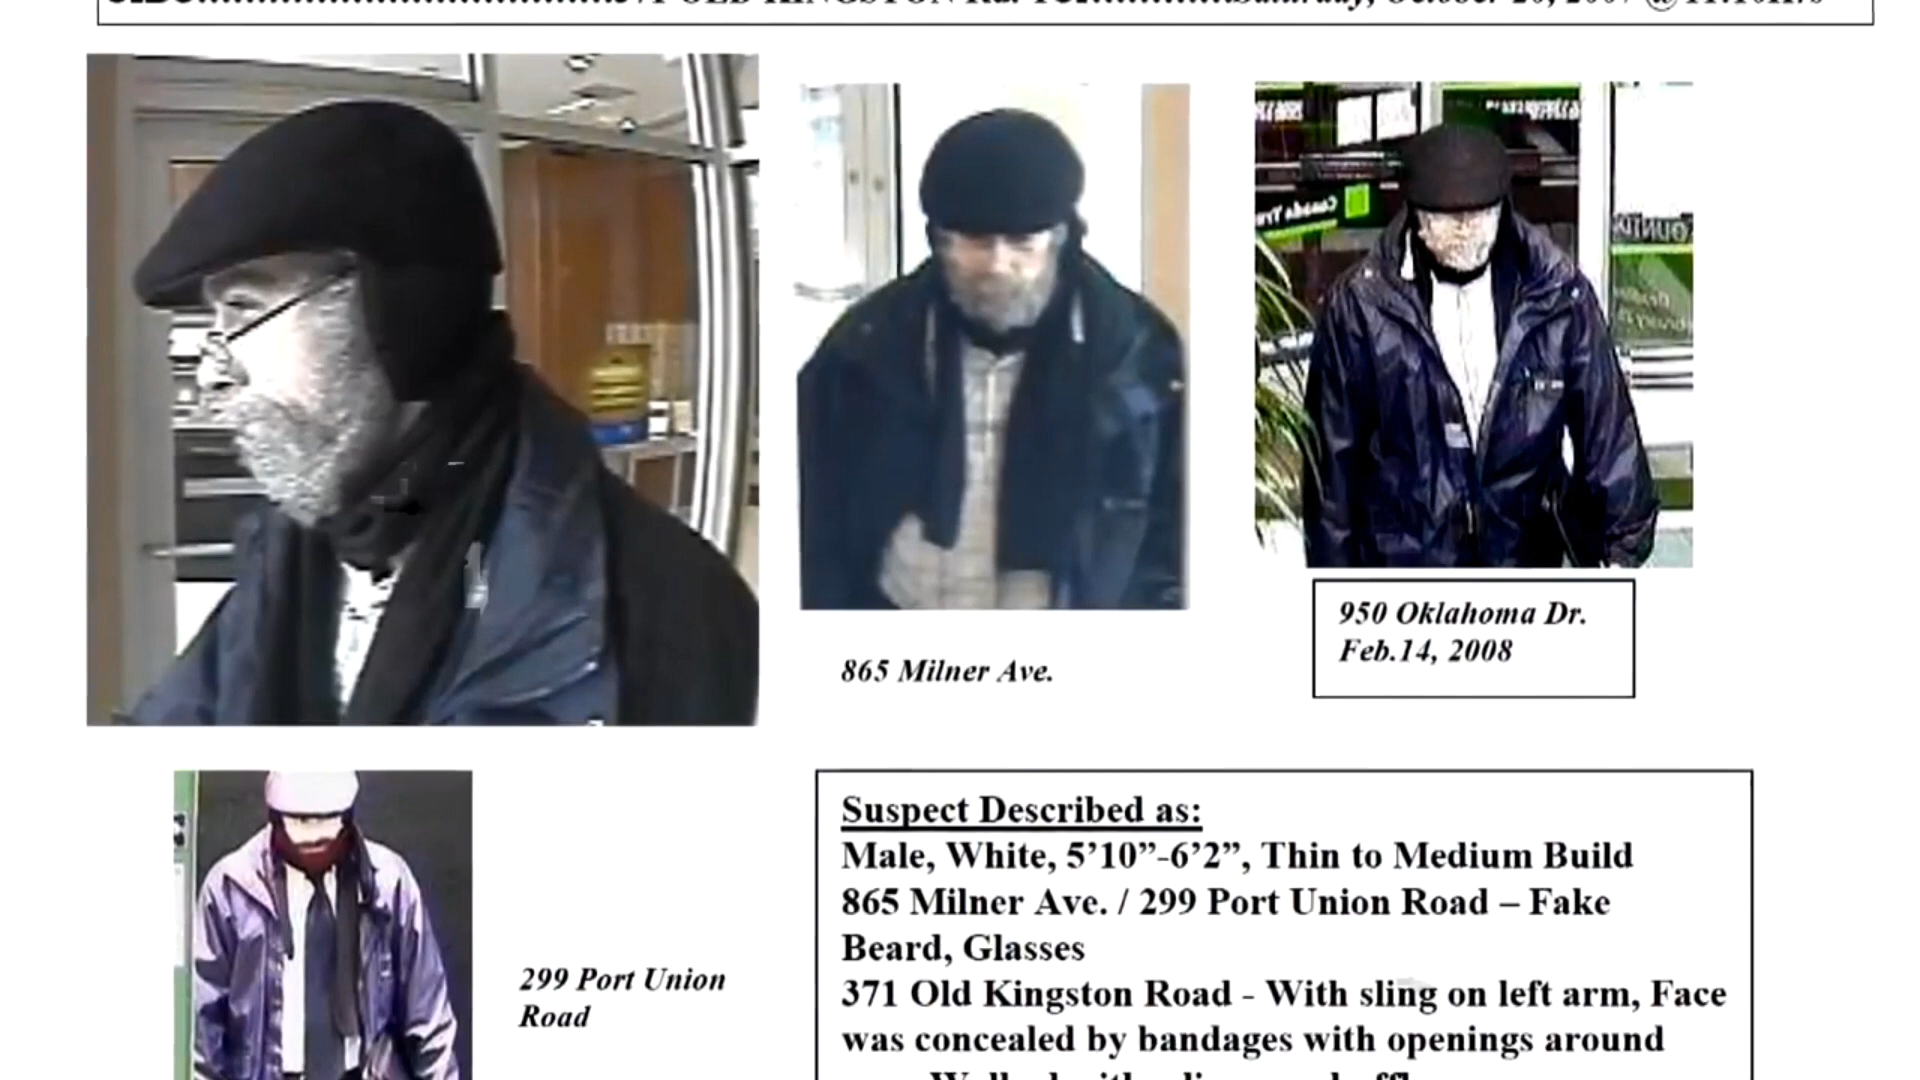 865 Milner Ave.
950 Oklahoma Dr.
Feb.14, 2008
299 Port Union
Road
Suspect Described as:
Male, White, 5’10”-6’2”, Thin to Medium Build
865 Milner Ave. / 299 Port Union Road – Fake
Beard, Glasses
371 Old Kingston Road - With sling on left arm, Face
was concealed by bandages with openings around